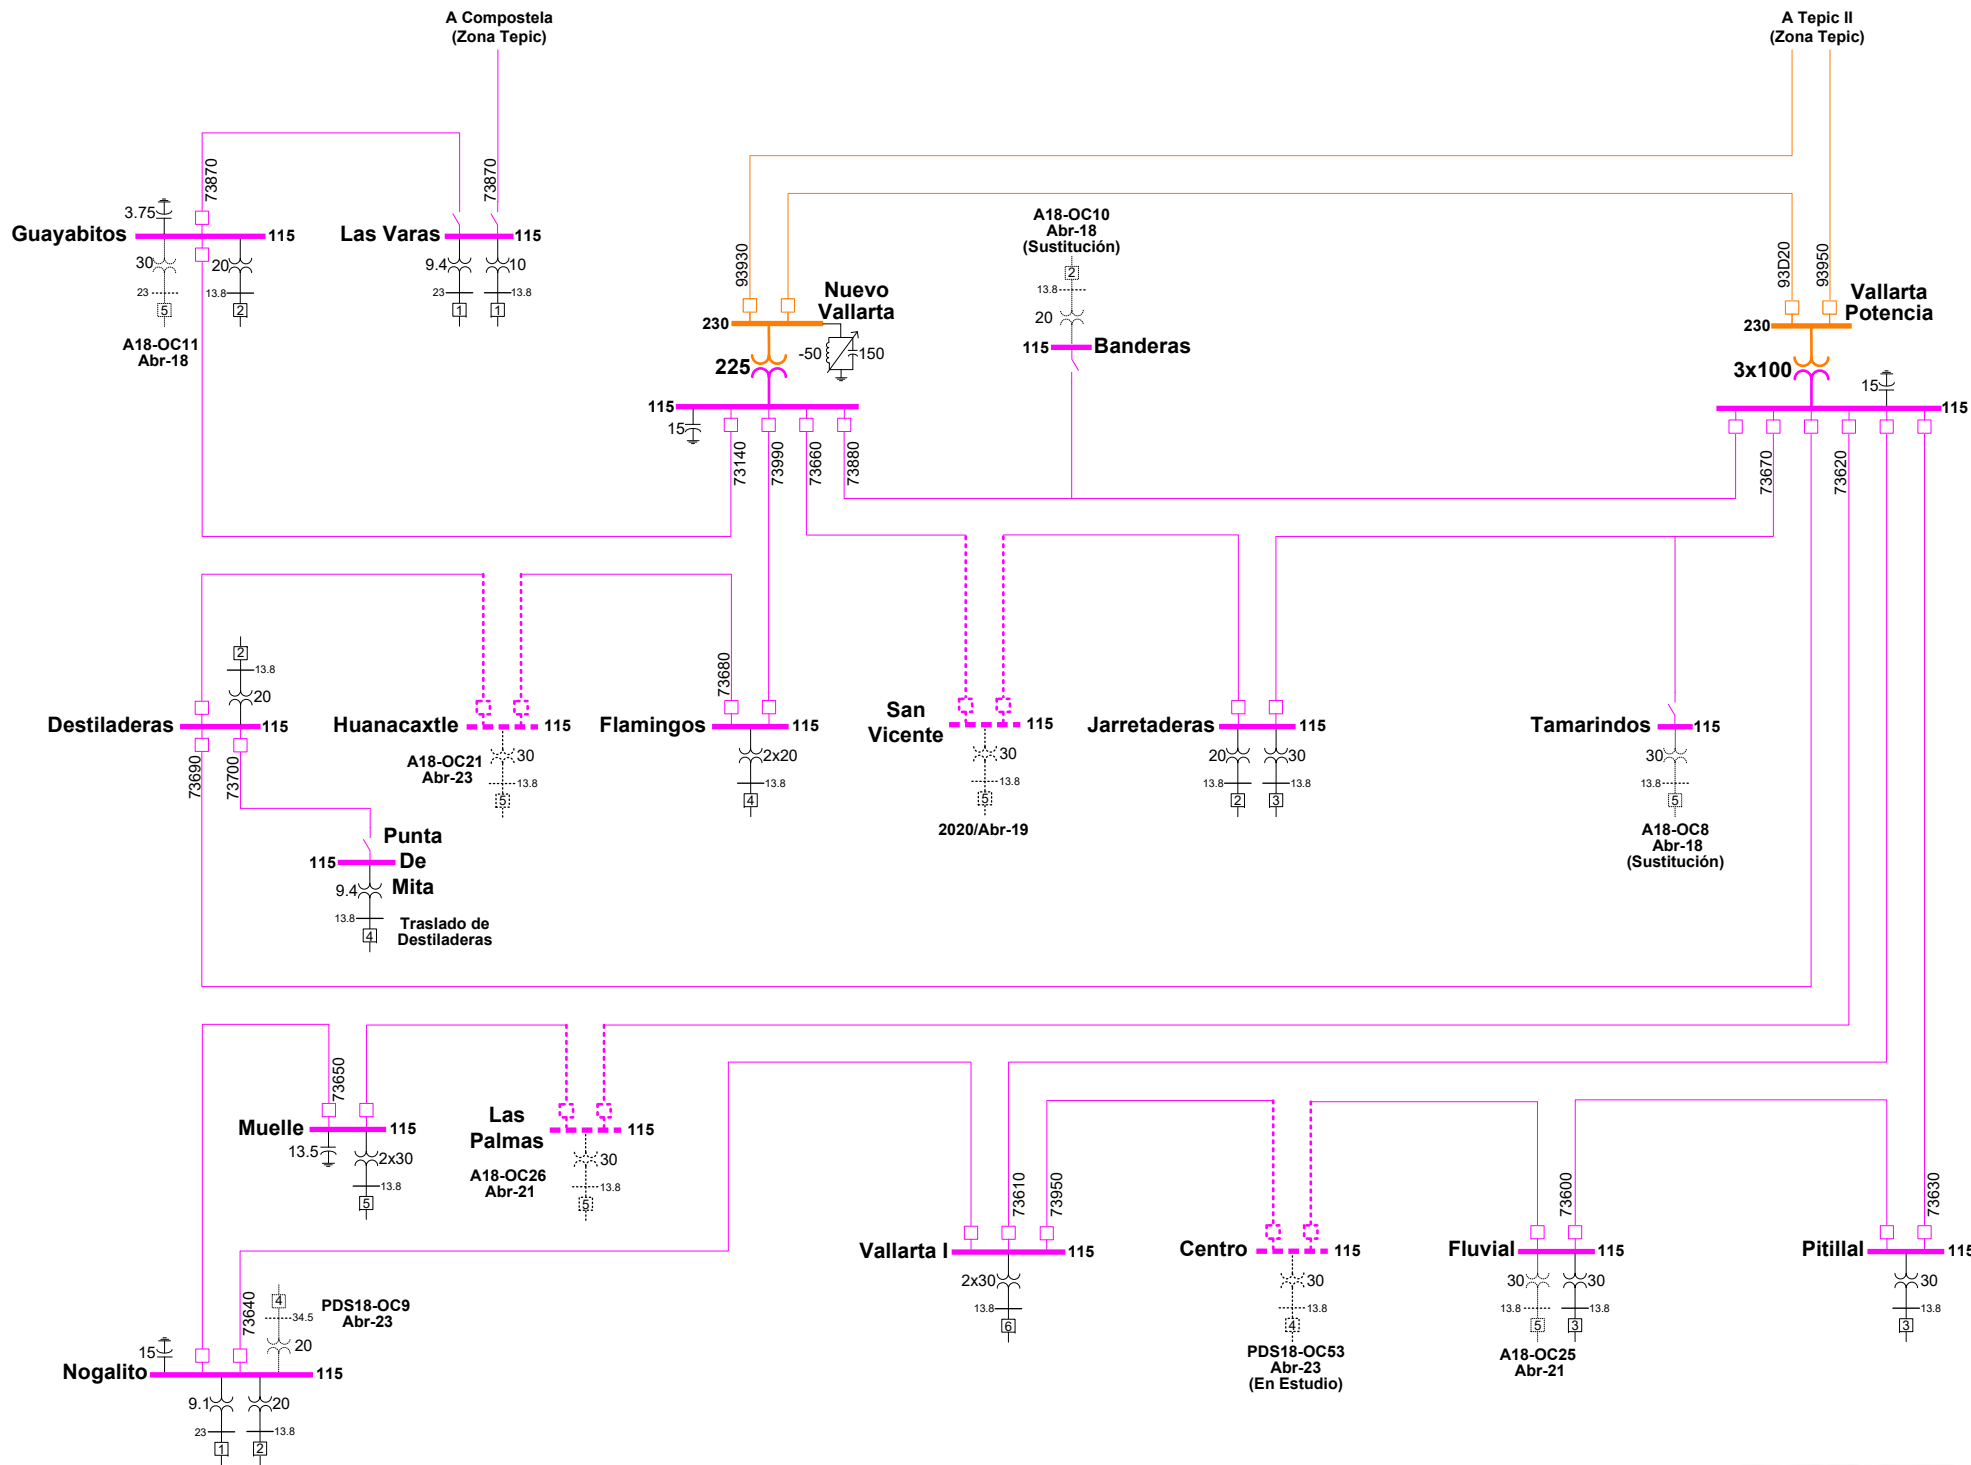 A Compostela
(Zona Tepic)
A Tepic II
(Zona Tepic)
73870
73870
3.75
Guayabitos
115
30
20
23
13.8
5
2
A18-OC11
Abr-18
Las Varas
115
9.4
10
23
13.8
1
1
93930
Nuevo
Vallarta
230
-50
150
225
115
15
73140
73990
73660
73880
A18-OC10
Abr-18
(Sustitución)
2
13.8
20
115
Banderas
93D20
93950
Vallarta
Potencia
230
3x100
15
115
73670
73620
2
13.8
20
Destiladeras
115
73690
73700
Huanacaxtle
115
A18-OC21
Abr-23
30
13.8
5
73680
Flamingos
115
2x20
13.8
4
San
Vicente
115
30
13.8
5
2020/Abr-19
Jarretaderas
115
20
30
13.8
13.8
2
3
Tamarindos
115
30
13.8
5
A18-OC8
Abr-18
(Sustitución)
Punta
De
Mita
115
9.4
13.8
4
Traslado de
Destiladeras
73650
Muelle
115
13.5
2x30
13.8
5
Las
Palmas
115
A18-OC26
Abr-21
30
13.8
5
73610
73950
Vallarta I
115
2x30
13.8
6
Centro
115
30
13.8
4
PDS18-OC53
Abr-23
(En Estudio)
73600
Fluvial
115
30
30
13.8
13.8
5
3
A18-OC25
Abr-21
73630
Pitillal
115
30
13.8
3
73640
4
34.5
20
PDS18-OC9
Abr-23
15
Nogalito
115
9.1
20
23
13.8
1
2